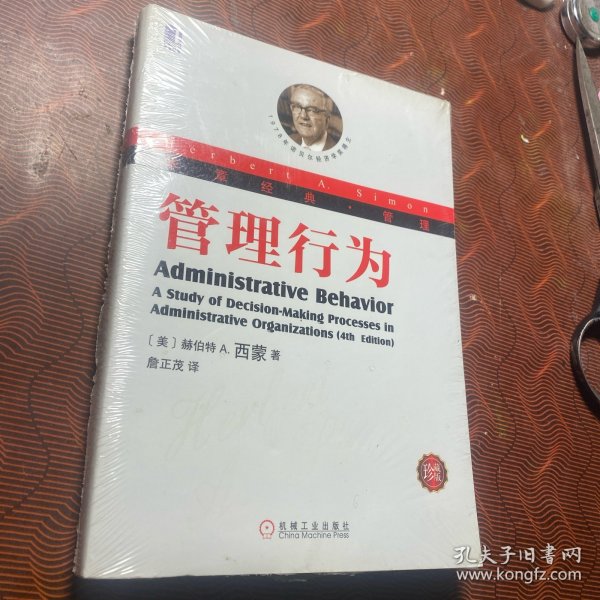 1978年诺贝尔经济学奖得主
Herbert A. Simon
经典·管理
管理行为
Administrative Behavior
A Study of Decision-Making Processes in
Administrative Organizations (4th Edition)
［美］赫伯特 A. 西蒙 著
詹正茂 译
珍藏版
机械工业出版社
China Machine Press
孔夫子旧书网
www.kongfz.com